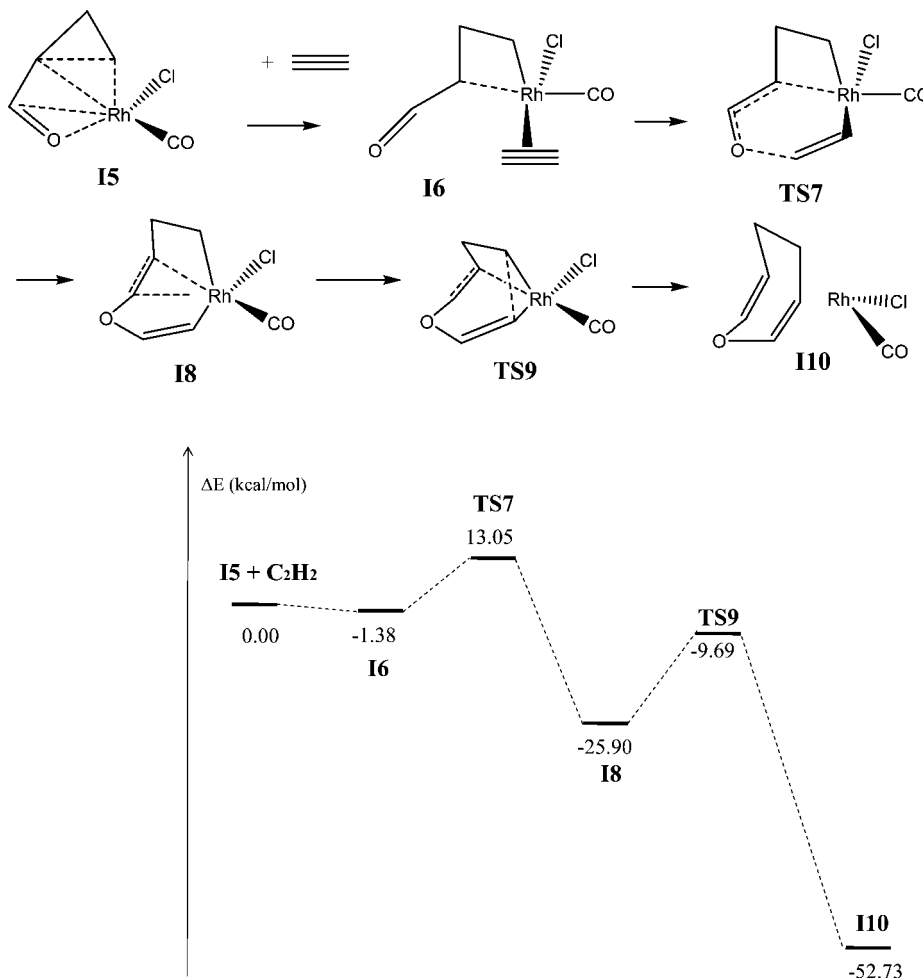 Cl
Rh
O
CO
I5
+
Cl
Rh
CO
O
I6
Cl
Rh
CO
O
TS7
Cl
Rh
O
CO
I8
Cl
Rh
O
CO
TS9
Rh
Cl
O
CO
I10
ΔE (kcal/mol)
TS7
13.05
I5 + C₂H₂
0.00
-1.38
I6
TS9
-9.69
-25.90
I8
I10
-52.73